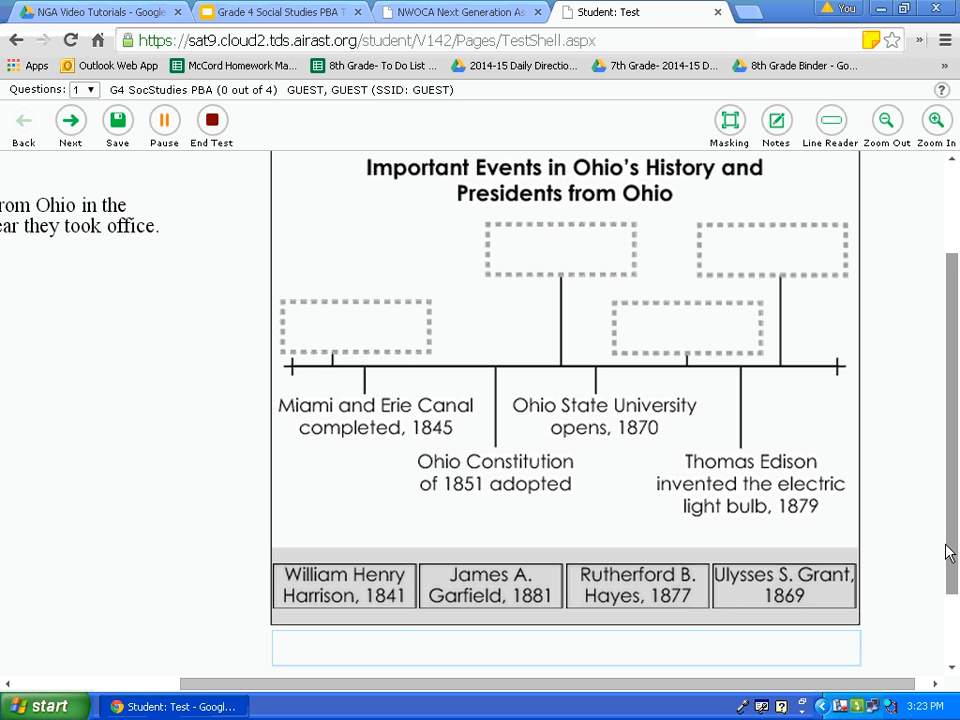 NGA Video Tutorials - Google
Grade 4 Social Studies PBA T
NWOCA Next Generation As
Student: Test
You
https://sat9.cloud2.tds.airast.org/student/V142/Pages/TestShell.aspx
Apps
Outlook Web App
McCord Homework Ma...
8th Grade- To Do List ...
2014-15 Daily Directio...
7th Grade- 2014-15 D...
8th Grade Binder - Go...
Questions: 1 G4 SocStudies PBA (0 out of 4) GUEST, GUEST (SSID: GUEST)
Back Next Save Pause End Test Masking Notes Line Reader Zoom Out Zoom In
rom Ohio in the
ear they took office.
Important Events in Ohio's History and
Presidents from Ohio
Miami and Erie Canal
completed, 1845
Ohio State University
opens, 1870
Ohio Constitution
of 1851 adopted
Thomas Edison
invented the electric
light bulb, 1879
William Henry
Harrison, 1841
James A.
Garfield, 1881
Rutherford B.
Hayes, 1877
Ulysses S. Grant,
1869
start
Student: Test - Googl...
3:23 PM